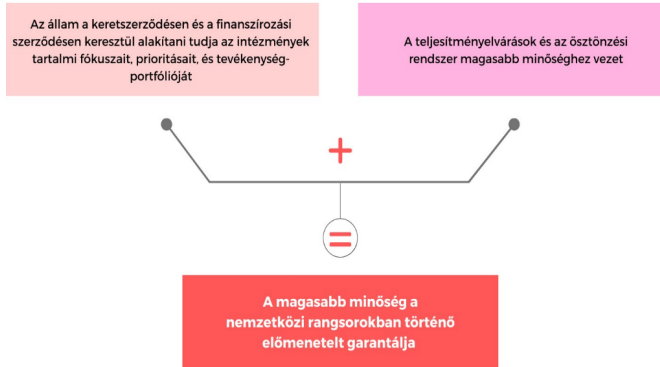 Az állam a keretszerződésen és a finanszírozási
szerződésen keresztül alakítani tudja az intézmények
tartalmi fókuszait, prioritásait, és tevékenység-
portfólióját
A teljesítményelvárások és az ösztönzési
rendszer magasabb minőséghez vezet
+
=
A magasabb minőség a
nemzetközi rangsorokban történő
előmenetelt garantálja